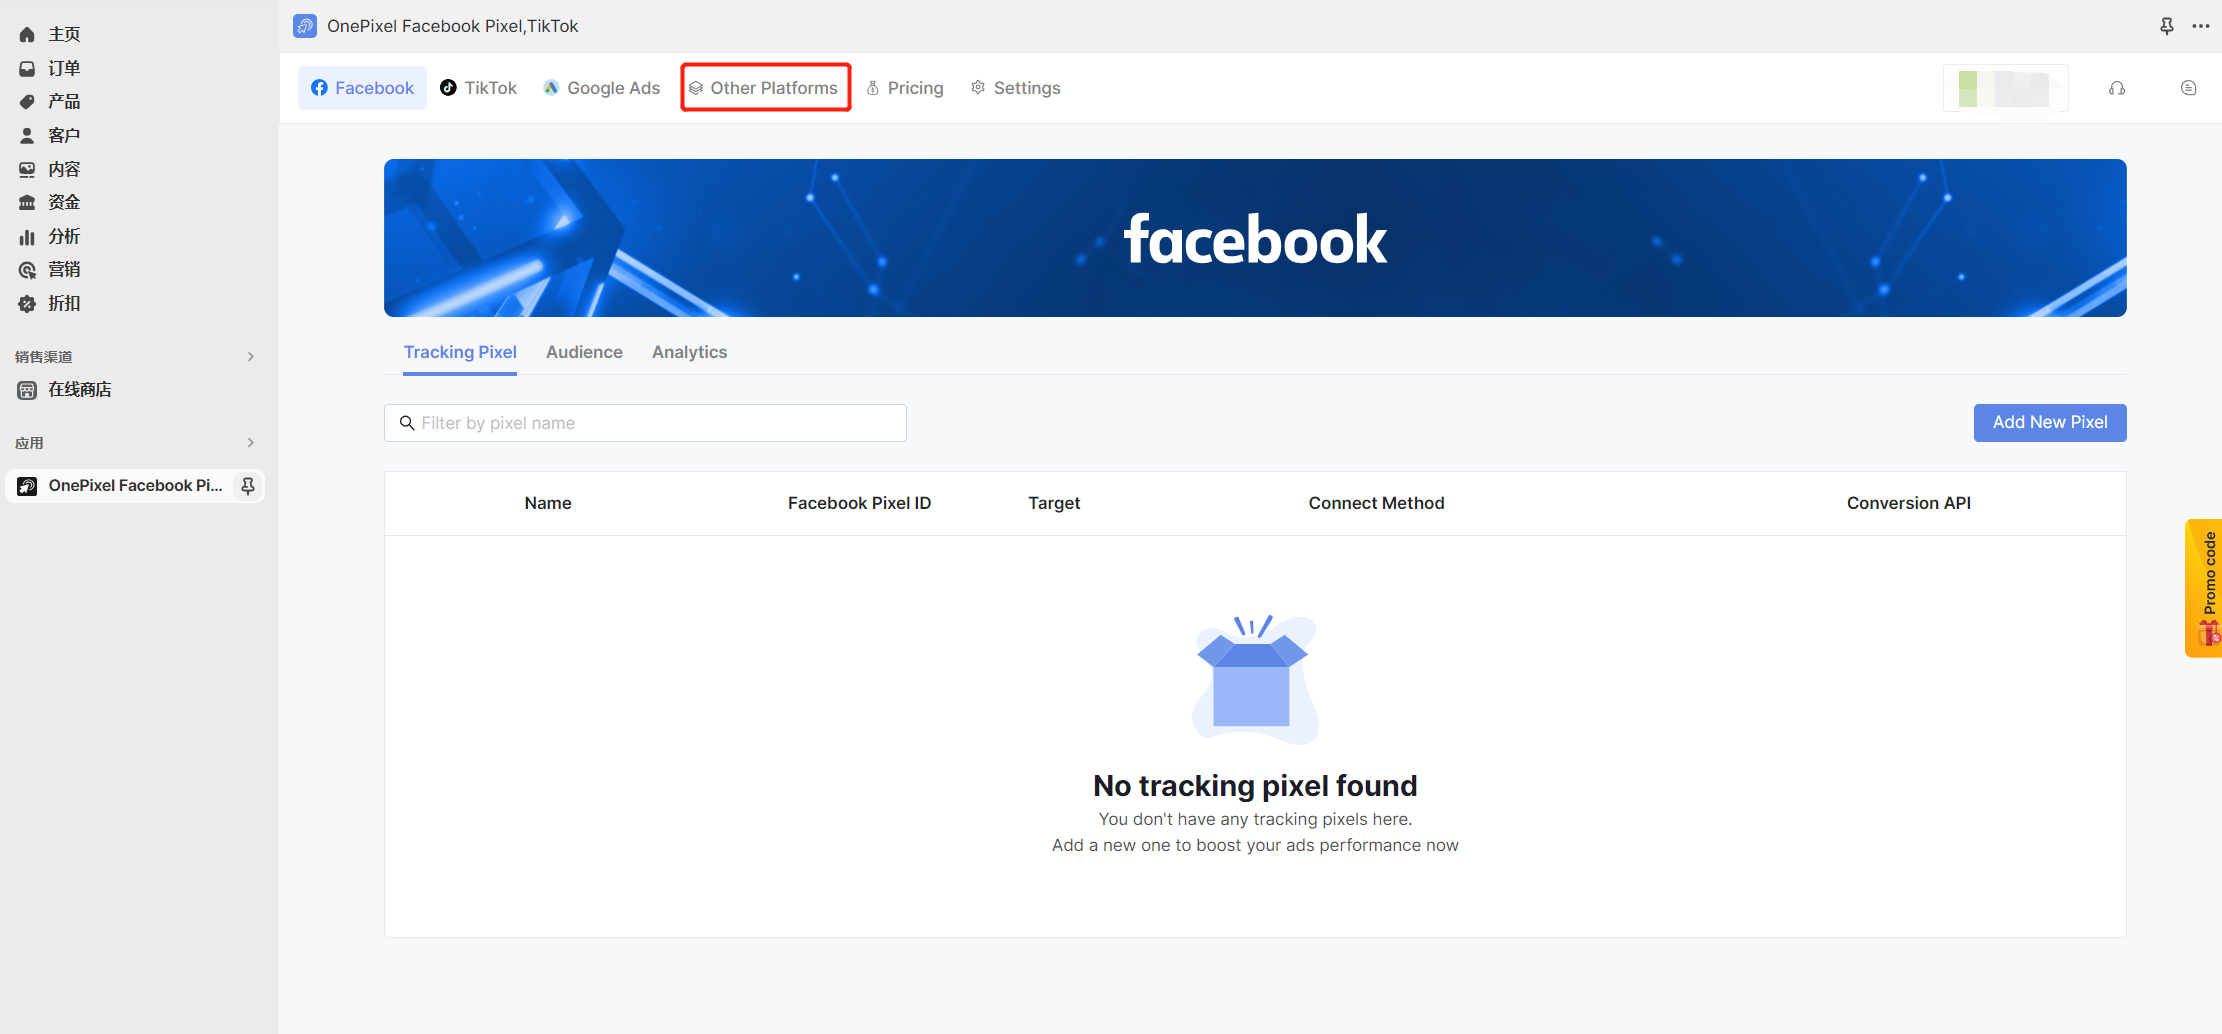 主页
订单
产品
客户
内容
资金
分析
营销
折扣
销售渠道
在线商店
应用
OnePixel Facebook Pi...
OnePixel Facebook Pixel,TikTok
Facebook
TikTok
Google Ads
Other Platforms
Pricing
Settings
facebook
Tracking Pixel
Audience
Analytics
Filter by pixel name
Add New Pixel
Name
Facebook Pixel ID
Target
Connect Method
Conversion API
No tracking pixel found
You don't have any tracking pixels here.
Add a new one to boost your ads performance now
Promo code